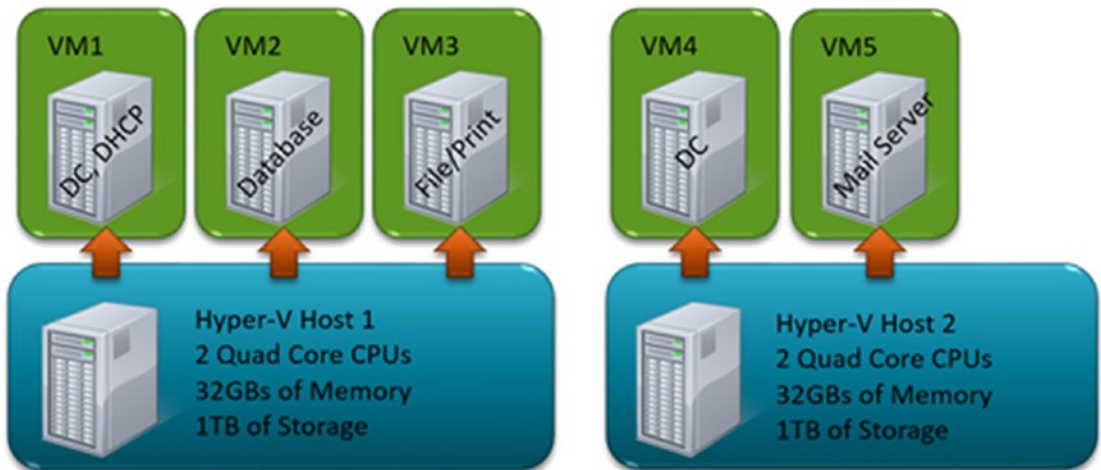 VM1
DC, DHCP
VM2
Database
VM3
File/Print
VM4
DC
VM5
Mail Server
Hyper-V Host 1
2 Quad Core CPUs
32GBs of Memory
1TB of Storage
Hyper-V Host 2
2 Quad Core CPUs
32GBs of Memory
1TB of Storage